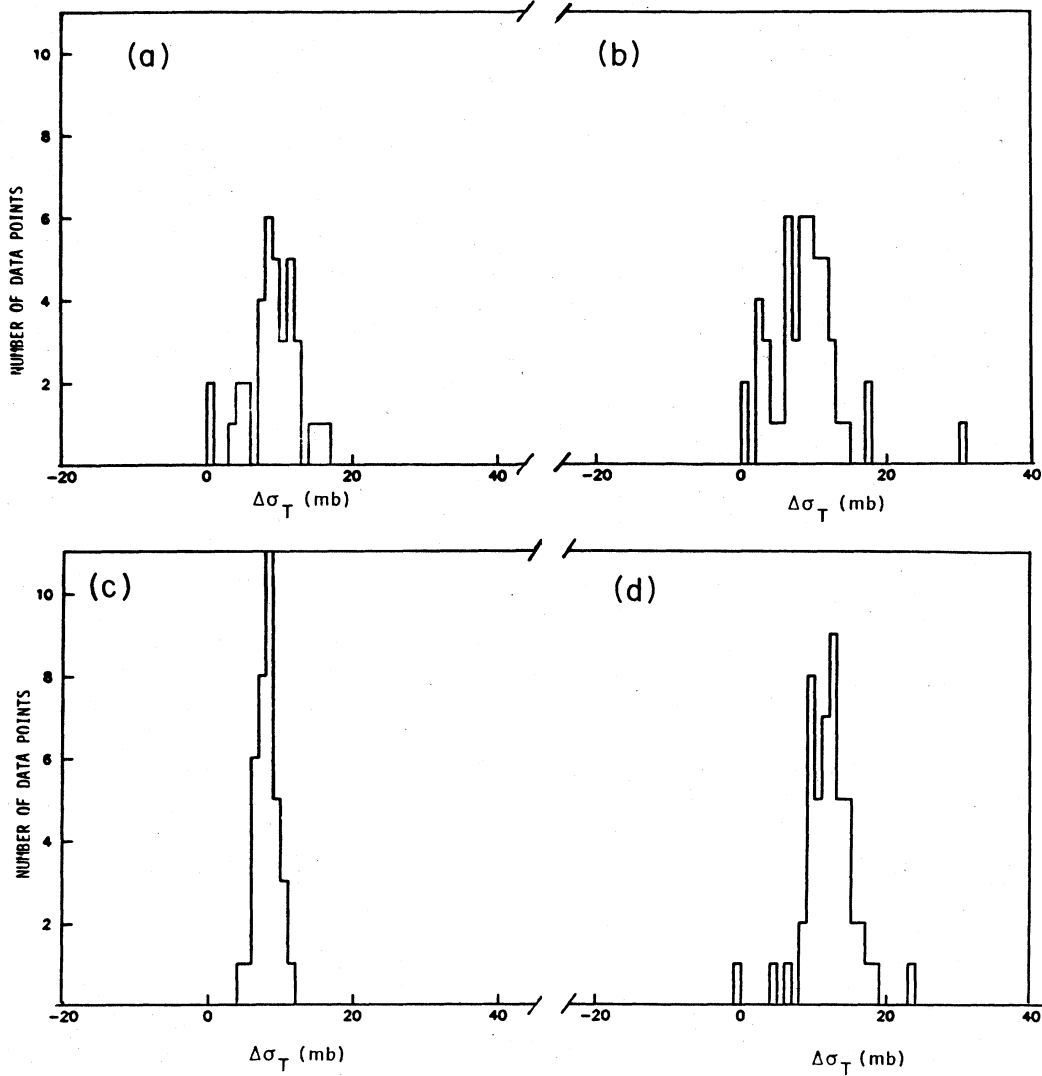 (a)
10
8
6
4
2
NUMBER OF DATA POINTS
-20 0 20 40
Δσ_T (mb)
(b)
-20 0 20 40
Δσ_T (mb)
(c)
10
8
6
4
2
NUMBER OF DATA POINTS
-20 0 20 40
Δσ_T (mb)
(d)
-20 0 20 40
Δσ_T (mb)